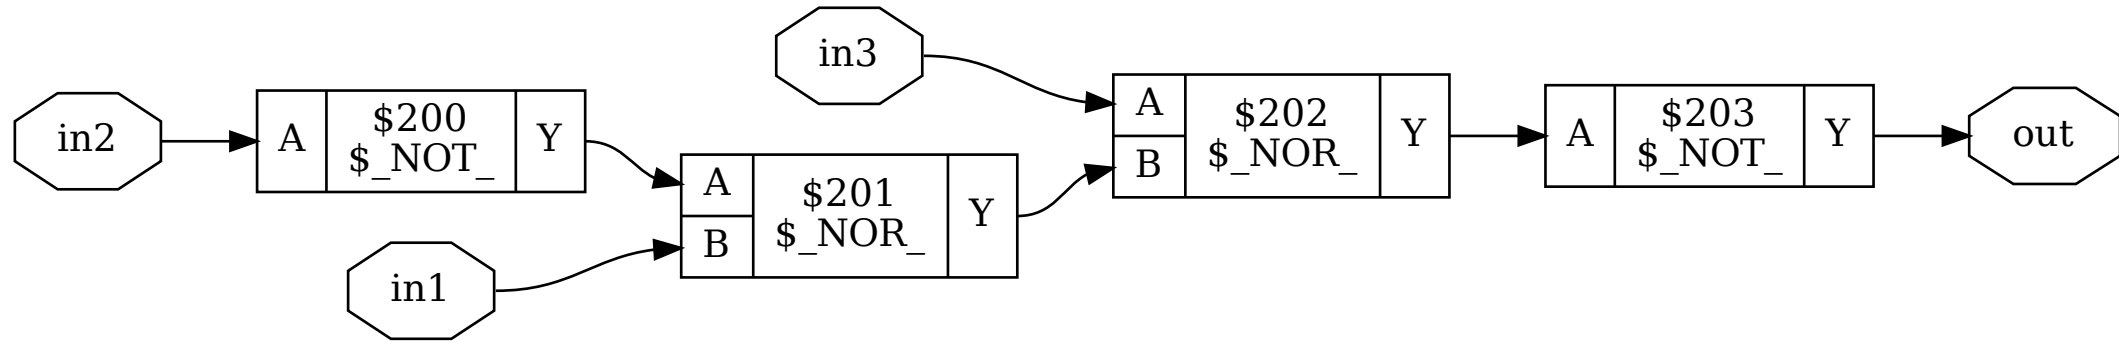 in2
A
$200
$_NOT_
Y
in1
A
B
$201
$_NOR_
Y
in3
A
B
$202
$_NOR_
Y
A
$203
$_NOT_
Y
out